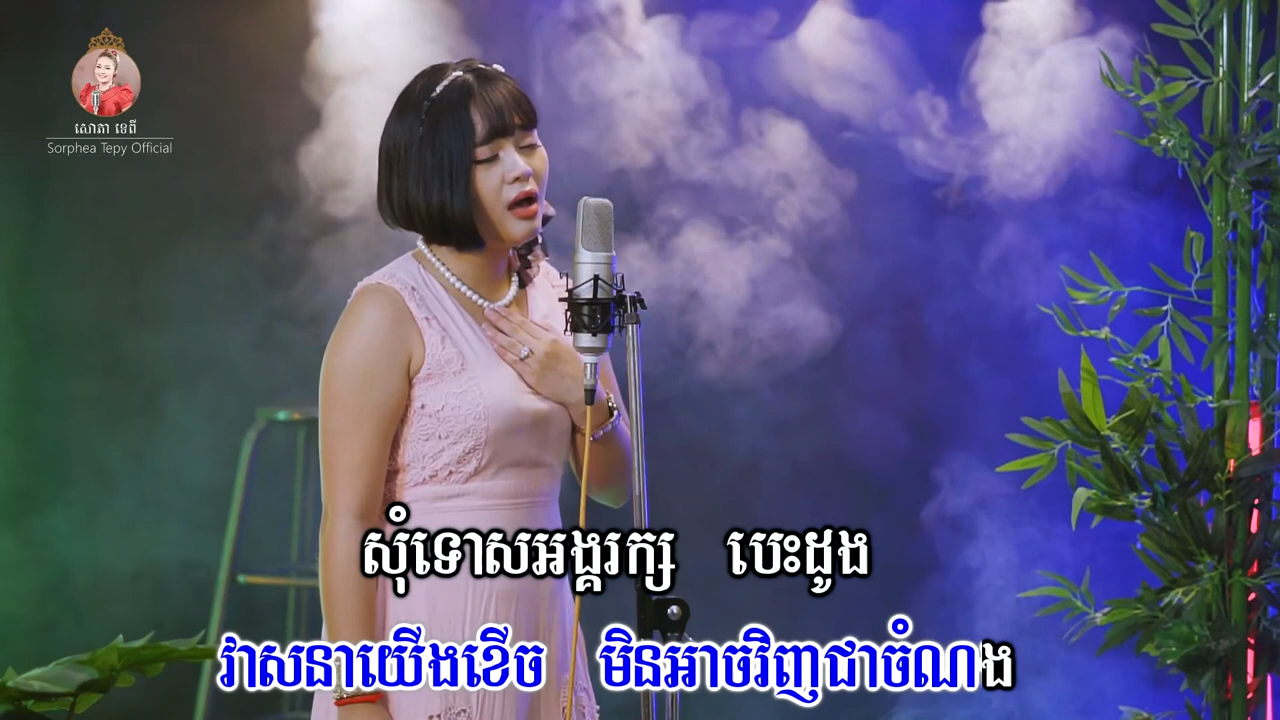 សោភា ទេពី
Sorphea Tepy Official
សុំទោសអង្គរក្ស បេះដូង
វាសនាយើងខើច មិនអាចវិញជាចំណង